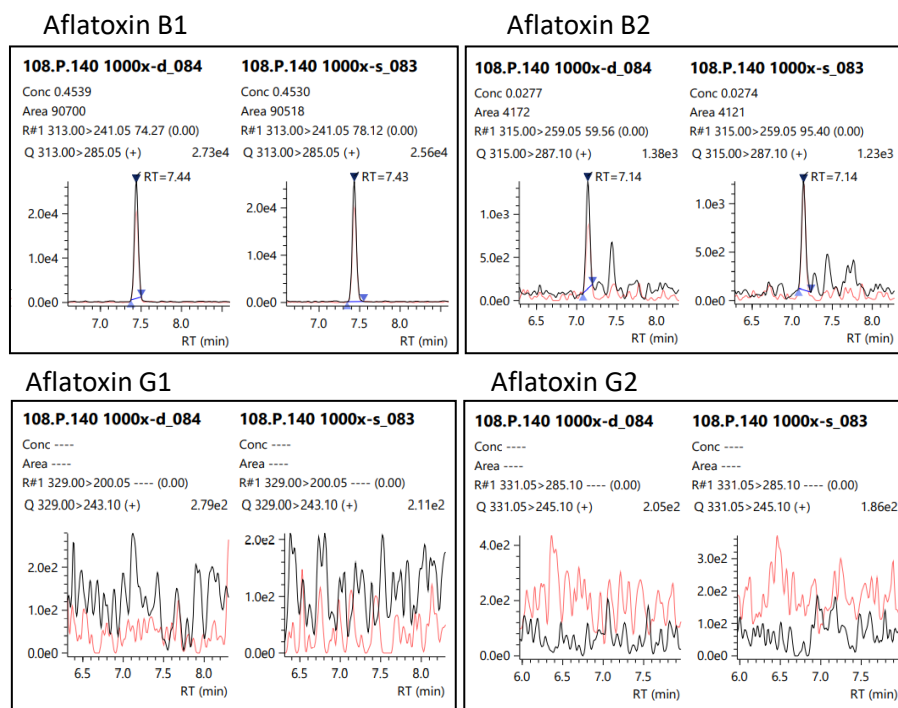 Aflatoxin B1
108.P.140 1000x-d_084
Conc 0.4539
Area 90700
R#1 313.00>241.05 74.27 (0.00)
Q 313.00>285.05 (+) 2.73e4
RT=7.44
2.0e4
1.0e4
0.0e0
7.0 7.5 8.0
RT (min)
108.P.140 1000x-s_083
Conc 0.4530
Area 90518
R#1 313.00>241.05 78.12 (0.00)
Q 313.00>285.05 (+) 2.56e4
RT=7.43
2.0e4
1.0e4
0.0e0
7.0 7.5 8.0
RT (min)
Aflatoxin B2
108.P.140 1000x-d_084
Conc 0.0277
Area 4172
R#1 315.00>259.05 59.56 (0.00)
Q 315.00>287.10 (+) 1.38e3
RT=7.14
1.0e3
5.0e2
0.0e0
6.5 7.0 7.5 8.0
RT (min)
108.P.140 1000x-s_083
Conc 0.0274
Area 4121
R#1 315.00>259.05 95.40 (0.00)
Q 315.00>287.10 (+) 1.23e3
RT=7.14
1.0e3
5.0e2
0.0e0
6.5 7.0 7.5 8.0
RT (min)
Aflatoxin G1
108.P.140 1000x-d_084
Conc ----
Area ----
R#1 329.00>200.05 ---- (0.00)
Q 329.00>243.10 (+) 2.79e2
2.0e2
1.0e2
0.0e0
6.5 7.0 7.5 8.0
RT (min)
108.P.140 1000x-s_083
Conc ----
Area ----
R#1 329.00>200.05 ---- (0.00)
Q 329.00>243.10 (+) 2.11e2
2.0e2
1.0e2
0.0e0
6.5 7.0 7.5 8.0
RT (min)
Aflatoxin G2
108.P.140 1000x-d_084
Conc ----
Area ----
R#1 331.05>285.10 ---- (0.00)
Q 331.05>245.10 (+) 2.05e2
4.0e2
2.0e2
0.0e0
6.0 6.5 7.0 7.5
RT (min)
108.P.140 1000x-s_083
Conc ----
Area ----
R#1 331.05>285.10 ---- (0.00)
Q 331.05>245.10 (+) 1.86e2
3.0e2
2.0e2
1.0e2
0.0e0
6.0 6.5 7.0 7.5
RT (min)